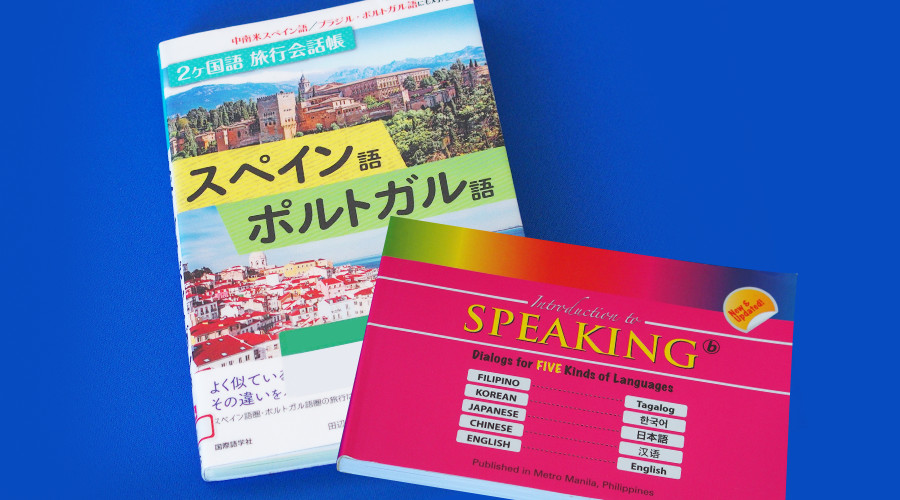 中南米スペイン語／ブラジル・ポルトガル語に
2ヶ国語 旅行会話帳
スペイン語
ポルトガル語
よく似ている
その違いを
スペイン語圏・ポルトガル語圏の旅行
国際語学社
田辺
New &
Updated!
Introduction to
SPEAKING b
Dialogs for FIVE Kinds of Languages
FILIPINO Tagalog
KOREAN 한국어
JAPANESE 日本語
CHINESE 汉语
ENGLISH English
Published in Metro Manila, Philippines